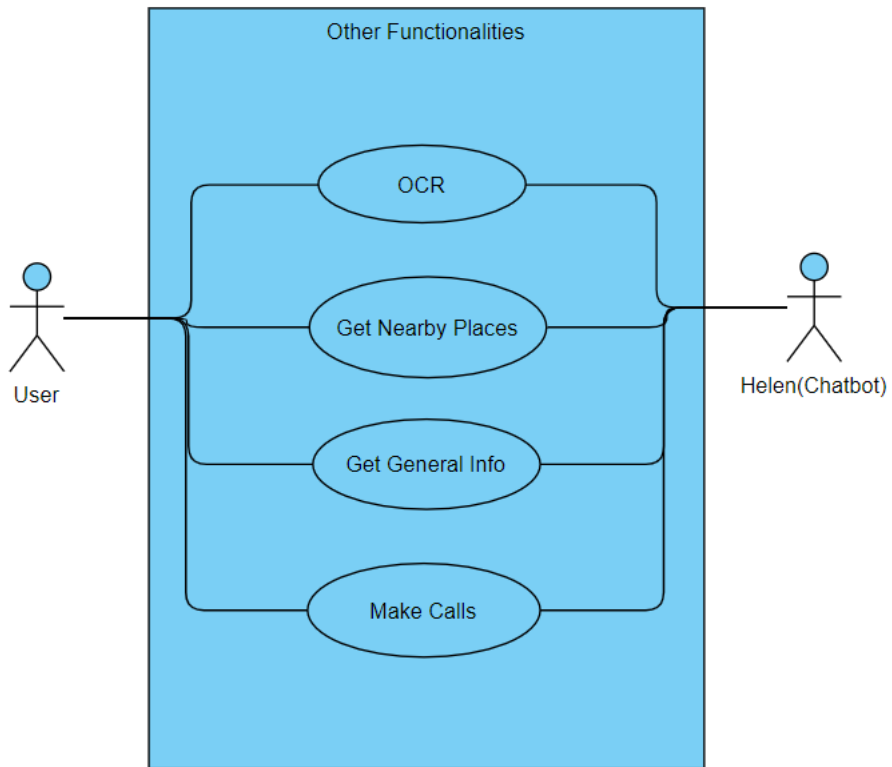 Other Functionalities
OCR
Get Nearby Places
User
Helen(Chatbot)
Get General Info
Make Calls